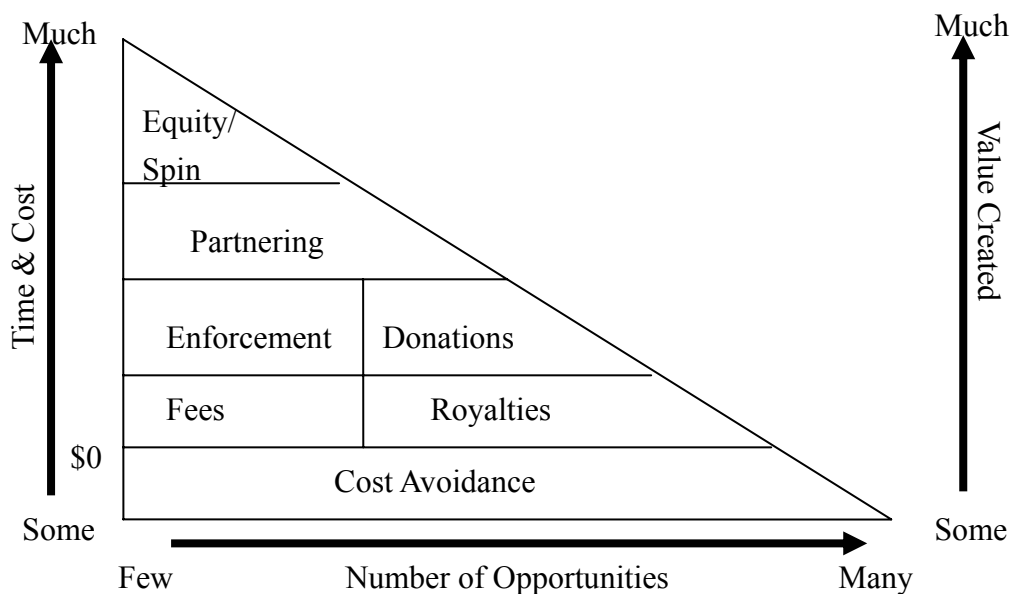 Much
Much
Equity/
Spin
Partnering
Time & Cost
Value Created
Enforcement
Donations
Fees
Royalties
$0
Cost Avoidance
Some
Some
Few
Number of Opportunities
Many